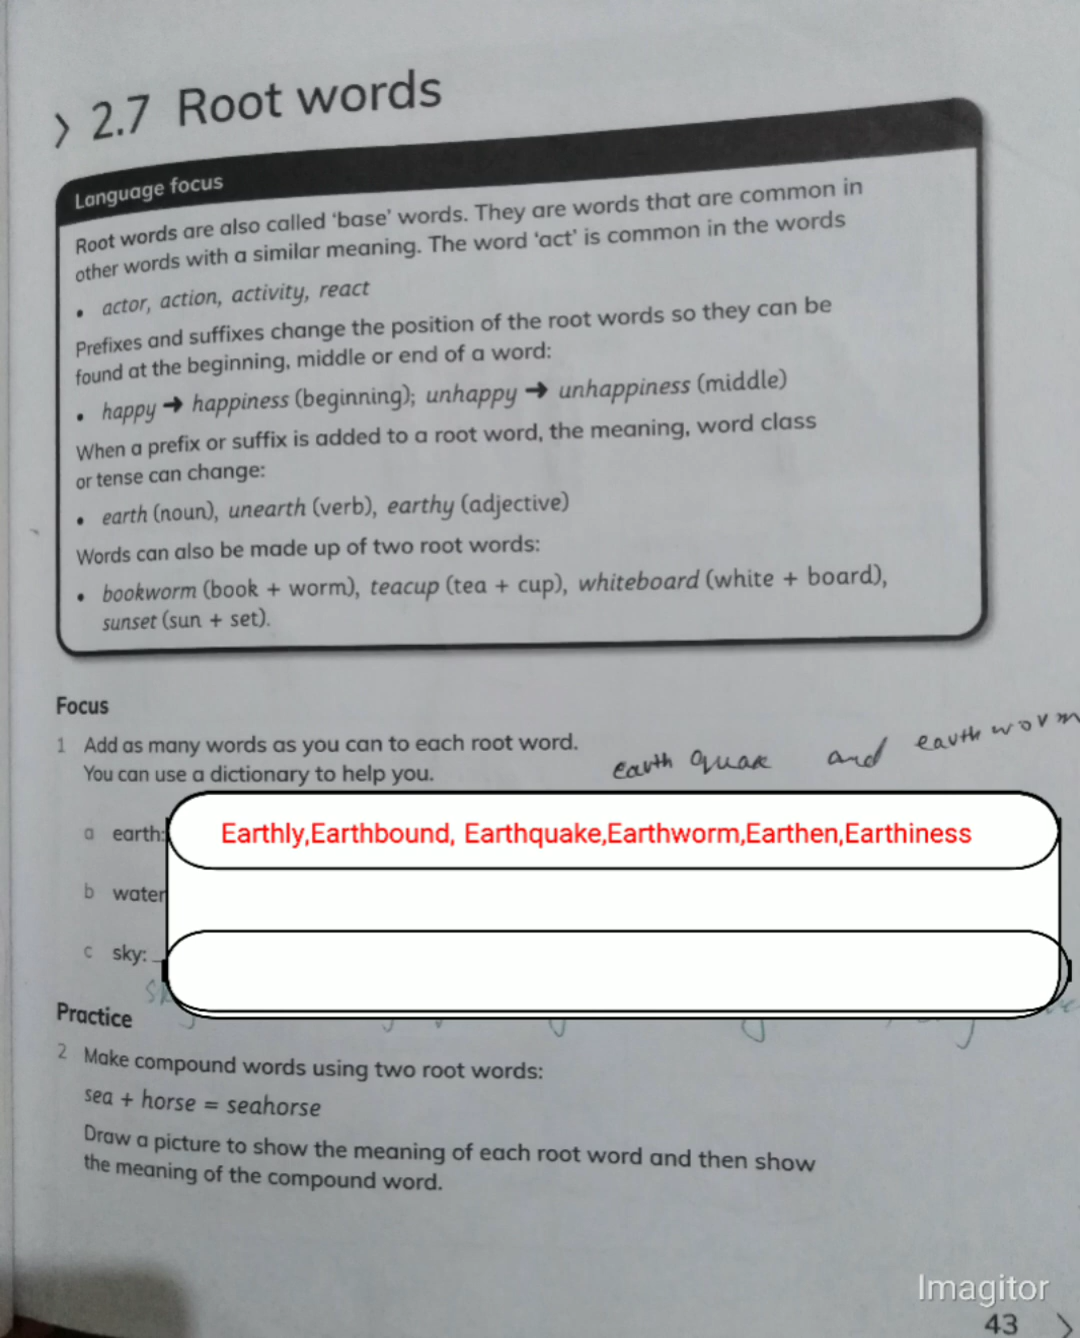 > 2.7 Root words
Language focus
Root words are also called ‘base’ words. They are words that are common in
other words with a similar meaning. The word ‘act’ is common in the words
• actor, action, activity, react
Prefixes and suffixes change the position of the root words so they can be
found at the beginning, middle or end of a word:
• happy ➜ happiness (beginning); unhappy ➜ unhappiness (middle)
When a prefix or suffix is added to a root word, the meaning, word class
or tense can change:
• earth (noun), unearth (verb), earthy (adjective)
Words can also be made up of two root words:
• bookworm (book + worm), teacup (tea + cup), whiteboard (white + board),
sunset (sun + set).
Focus
1 Add as many words as you can to each root word.
You can use a dictionary to help you.
earth quak and earth worm
a earth: Earthly,Earthbound, Earthquake,Earthworm,Earthen,Earthiness
b water
c sky:
Practice
2 Make compound words using two root words:
sea + horse = seahorse
Draw a picture to show the meaning of each root word and then show
the meaning of the compound word.
Imagitor
43 >